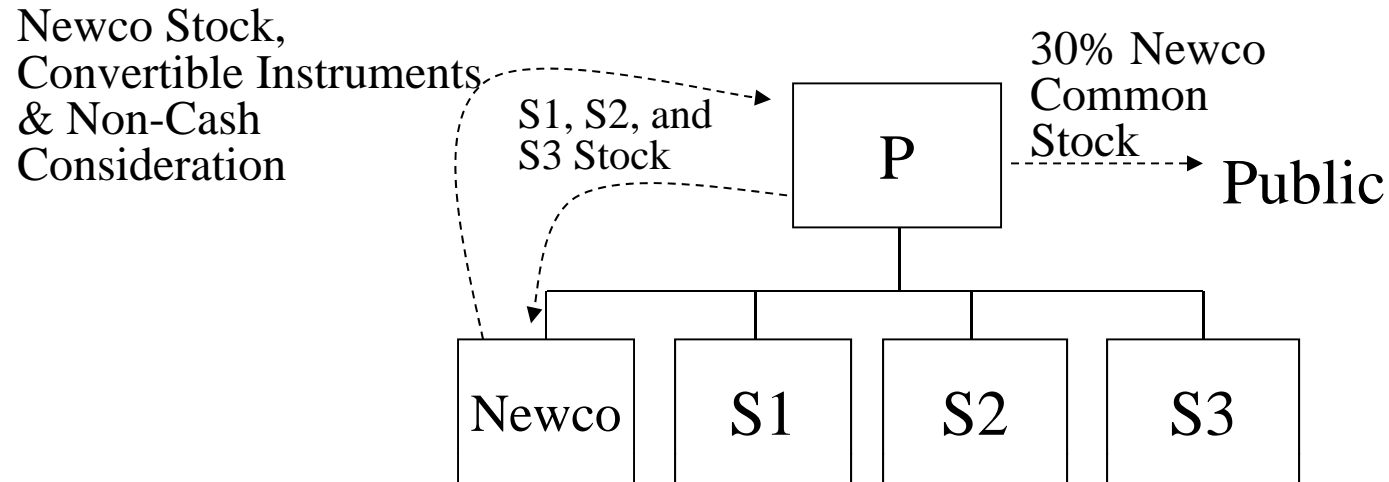 Newco Stock,
Convertible Instruments
& Non-Cash
Consideration
S1, S2, and
S3 Stock
30% Newco
Common
Stock
P
Public
Newco
S1
S2
S3